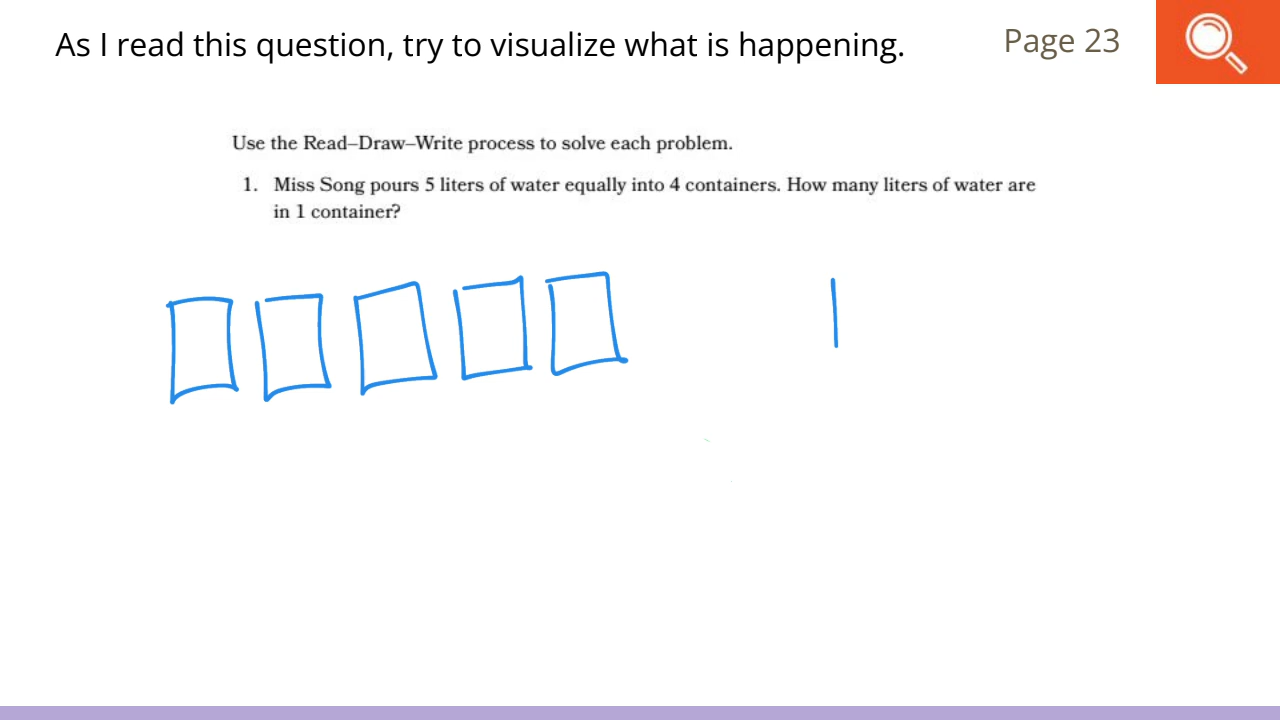 As I read this question, try to visualize what is happening.
Page 23
Use the Read–Draw–Write process to solve each problem.
1. Miss Song pours 5 liters of water equally into 4 containers. How many liters of water are
in 1 container?